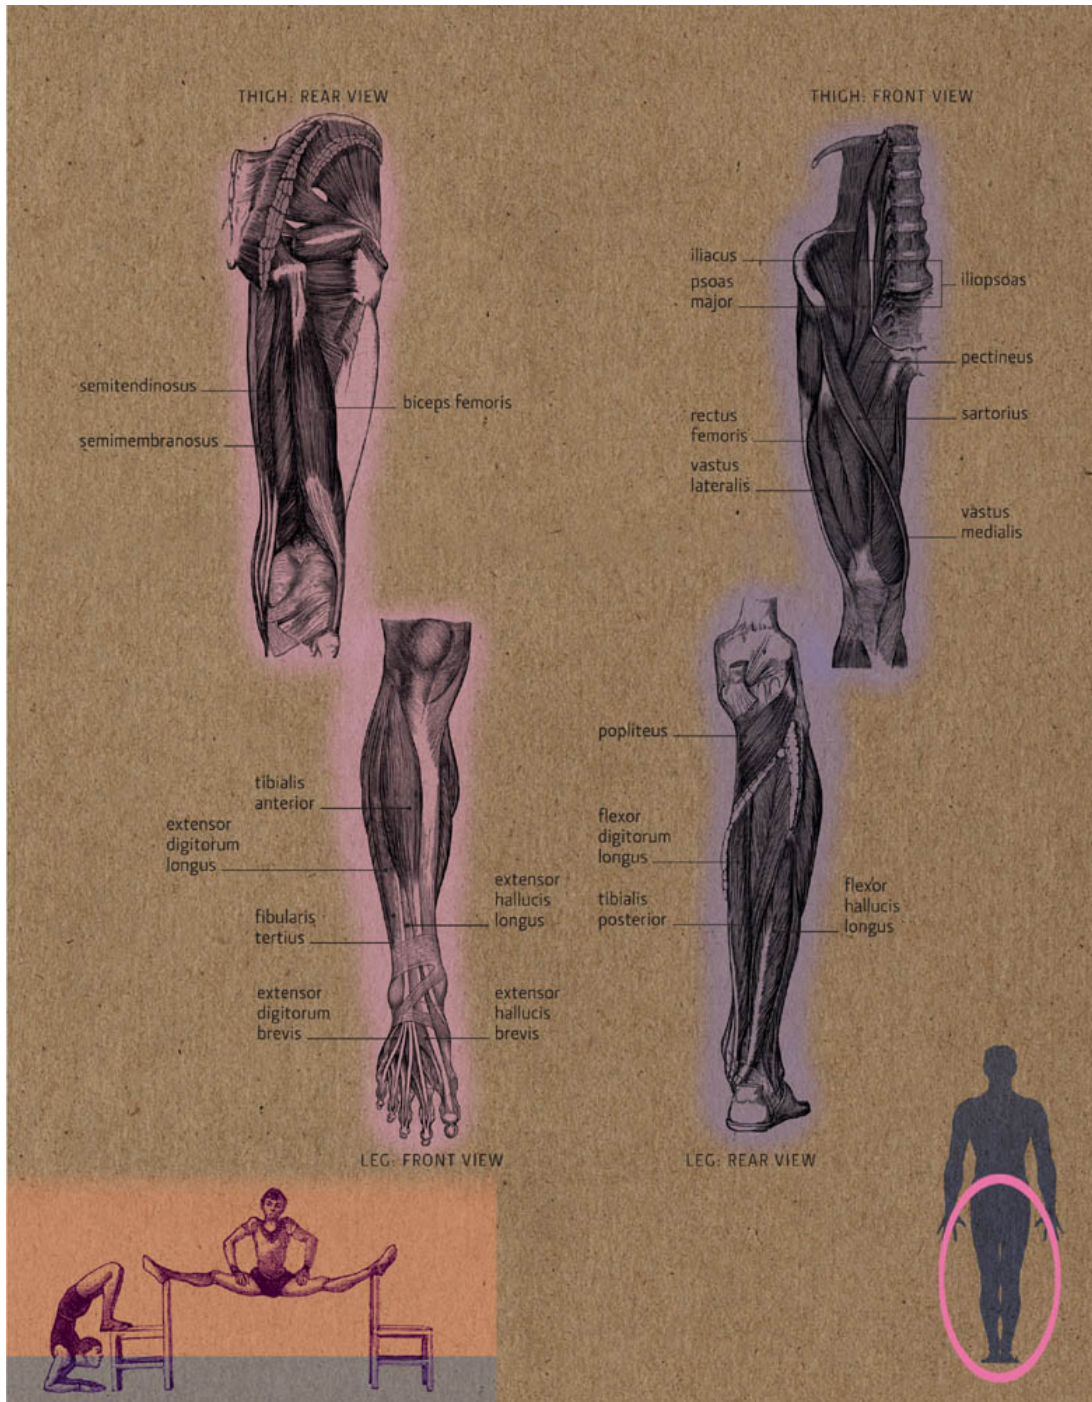 THIGH: REAR VIEW
semitendinosus
semimembranosus
biceps femoris
THIGH: FRONT VIEW
iliacus
psoas
major
iliopsoas
pectineus
rectus
femoris
sartorius
vastus
lateralis
vastus
medialis
tibialis
anterior
extensor
digitorum
longus
fibularis
tertius
extensor
hallucis
longus
extensor
digitorum
brevis
extensor
hallucis
brevis
LEG: FRONT VIEW
popliteus
flexor
digitorum
longus
tibialis
posterior
flexor
hallucis
longus
LEG: REAR VIEW